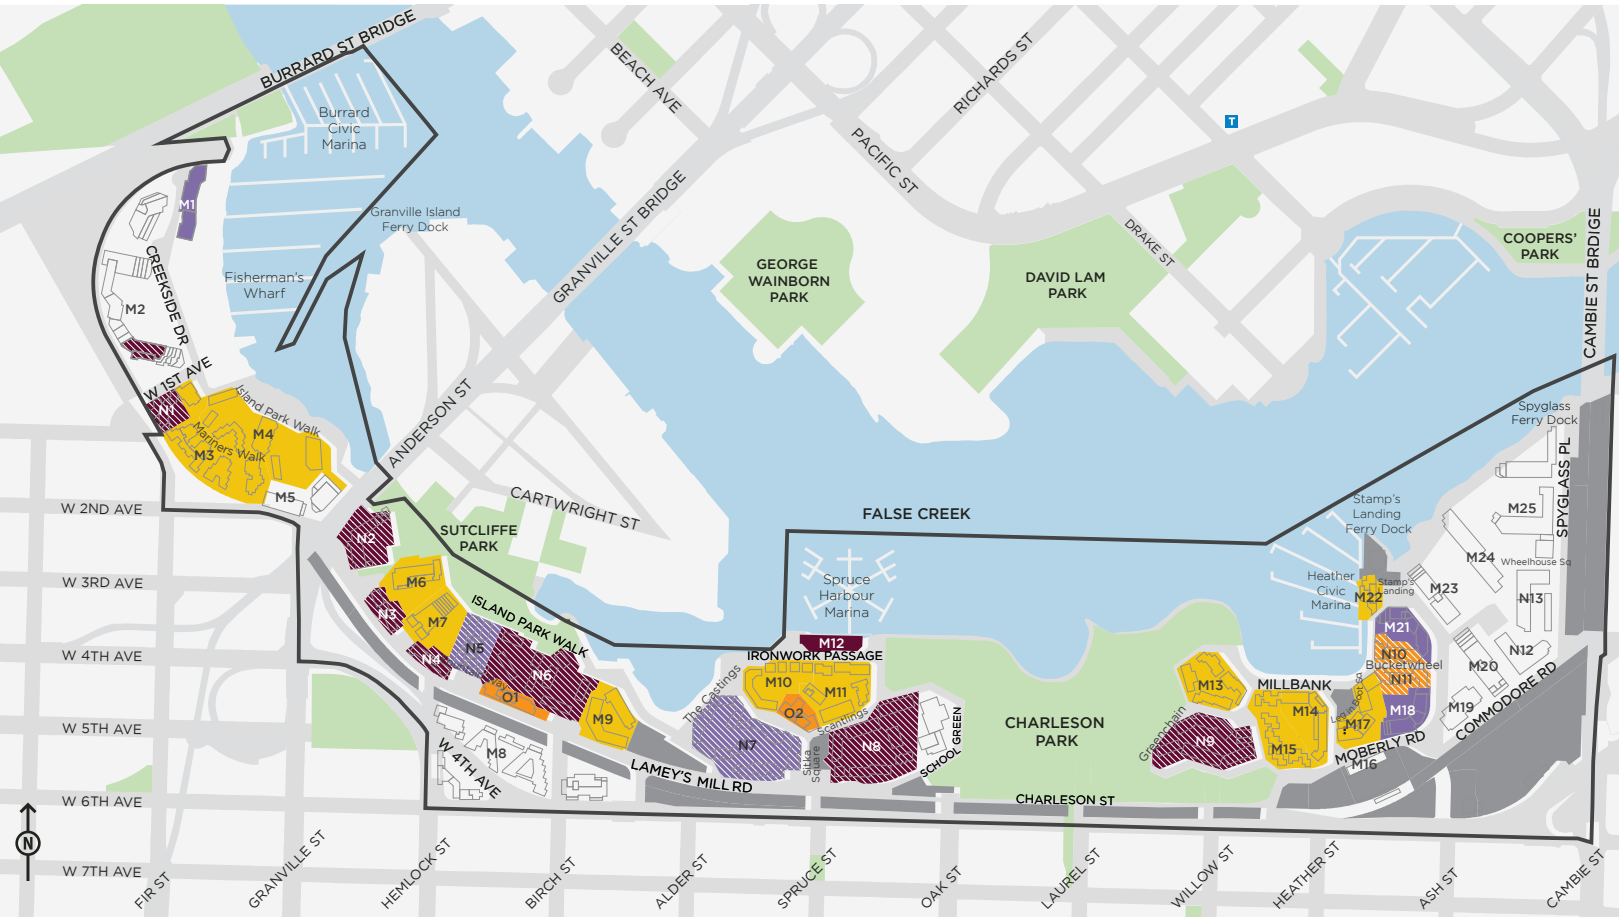 BURRARD ST BRIDGE
BEACH AVE
RICHARDS ST
Burrard
Civic
Marina
T
PACIFIC ST
M1
Granville Island
Ferry Dock
GRANVILLE ST BRIDGE
DRAKE ST
COOPERS'
PARK
CAMBIE ST BRDIGE
CREEKSIDE DR
Fisherman's
Wharf
GEORGE
WAINBORN
PARK
DAVID LAM
PARK
M2
W 1ST AVE
N1
Island Park Walk
Mariners Walk
M4
M3
M5
ANDERSON ST
Spyglass
Ferry Dock
SPYGLASS PL
W 2ND AVE
CARTWRIGHT ST
FALSE CREEK
Stamp's
Landing
Ferry Dock
M25
N2
SUTCLIFFE
PARK
M24
Wheelhouse Sq
W 3RD AVE
M6
Spruce
Harbour
Marina
Heather
Civic
Marina
M22
Stamp's
Landing
M23
N13
N3
M7
ISLAND PARK WALK
M21
W 4TH AVE
N4
N5
N6
M12
IRONWORK PASSAGE
N10
Bucketwheel
N11
M20
N12
O1
M10
M11
M13
MILLBANK
COMMODORE RD
The Castings
O2
Scantlings
M9
M14
Leg in Boot Sq
M17
M18
M19
W 5TH AVE
CHARLESON
PARK
Greenchain
N9
M15
MOBERLY RD
M16
M8
W 4TH AVE
N7
Sitka
Square
N8
SCHOOL GREEN
LAMEY'S MILL RD
W 6TH AVE
CHARLESON ST
N
W 7TH AVE
FIR ST
GRANVILLE ST
HEMLOCK ST
BIRCH ST
ALDER ST
SPRUCE ST
OAK ST
LAUREL ST
WILLOW ST
HEATHER ST
ASH ST
CAMBIE ST